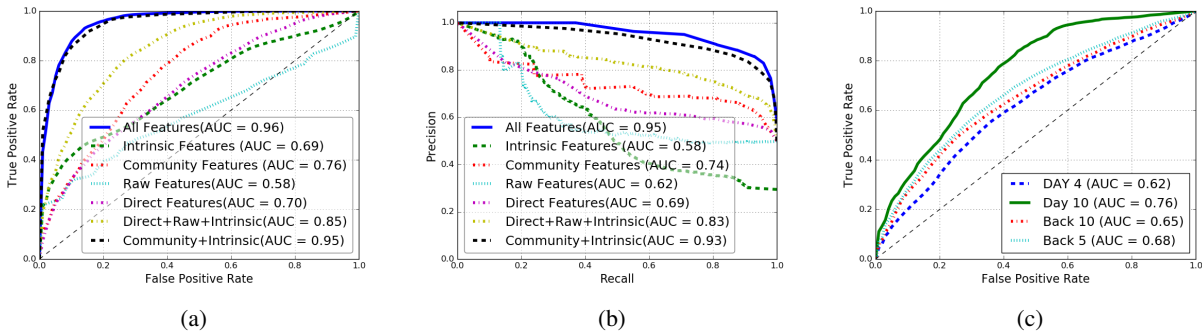 True Positive Rate
1.0
0.8
0.6
0.4
0.2
0.0
0.0 0.2 0.4 0.6 0.8 1.0
False Positive Rate
All Features(AUC = 0.96)
Intrinsic Features (AUC = 0.69)
Community Features (AUC = 0.76)
Raw Features(AUC = 0.58)
Direct Features(AUC = 0.70)
Direct+Raw+Intrinsic(AUC = 0.85)
Community+Intrinsic(AUC = 0.95)
(a)
Precision
1.0
0.8
0.6
0.4
0.2
0.0
0.0 0.2 0.4 0.6 0.8 1.0
Recall
All Features(AUC = 0.95)
Intrinsic Features(AUC = 0.58)
Community Features (AUC = 0.74)
Raw Features(AUC = 0.62)
Direct Features(AUC = 0.69)
Direct+Raw+Intrinsic(AUC = 0.83)
Community+Intrinsic(AUC = 0.93)
(b)
True Positive Rate
1.0
0.8
0.6
0.4
0.2
0.0
0.0 0.2 0.4 0.6 0.8 1.0
False Positive Rate
DAY 4 (AUC = 0.62)
Day 10 (AUC = 0.76)
Back 10 (AUC = 0.65)
Back 5 (AUC = 0.68)
(c)